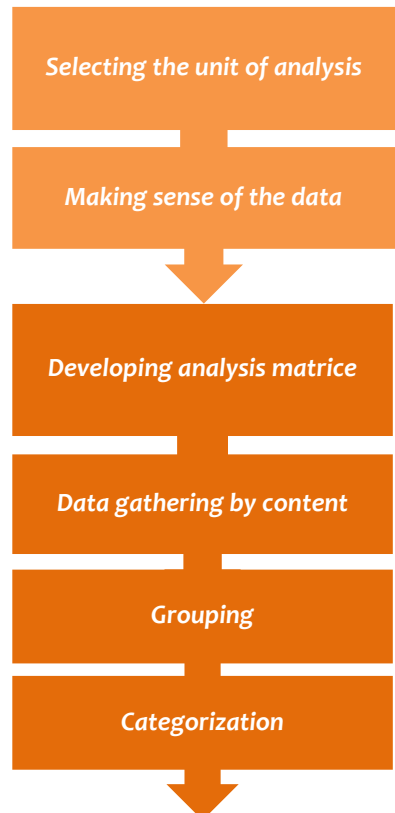 Selecting the unit of analysis
Making sense of the data
Developing analysis matrice
Data gathering by content
Grouping
Categorization